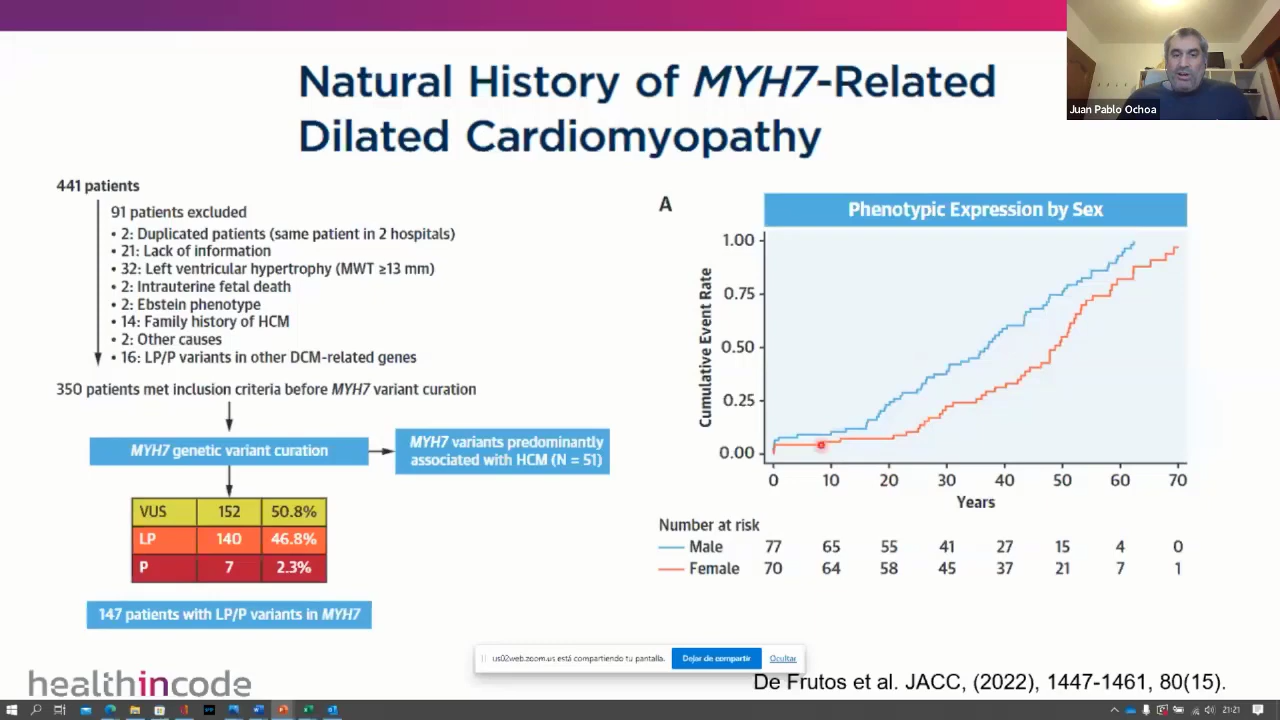 Natural History of MYH7-Related
Dilated Cardiomyopathy
Juan Pablo Ochoa
441 patients
91 patients excluded
• 2: Duplicated patients (same patient in 2 hospitals)
• 21: Lack of information
• 32: Left ventricular hypertrophy (MWT ≥13 mm)
• 2: Intrauterine fetal death
• 2: Ebstein phenotype
• 14: Family history of HCM
• 2: Other causes
• 16: LP/P variants in other DCM-related genes
350 patients met inclusion criteria before MYH7 variant curation
MYH7 genetic variant curation
MYH7 variants predominantly
associated with HCM (N = 51)
VUS 152 50.8%
LP 140 46.8%
P 7 2.3%
147 patients with LP/P variants in MYH7
A
Phenotypic Expression by Sex
Cumulative Event Rate
1.00
0.75
0.50
0.25
0.00
0 10 20 30 40 50 60 70
Years
Number at risk
Male 77 65 55 41 27 15 4 0
Female 70 64 58 45 37 21 7 1
us02web.zoom.us está compartiendo tu pantalla.
Dejar de compartir
Ocultar
healthincode
De Frutos et al. JACC, (2022), 1447-1461, 80(15).
21:21